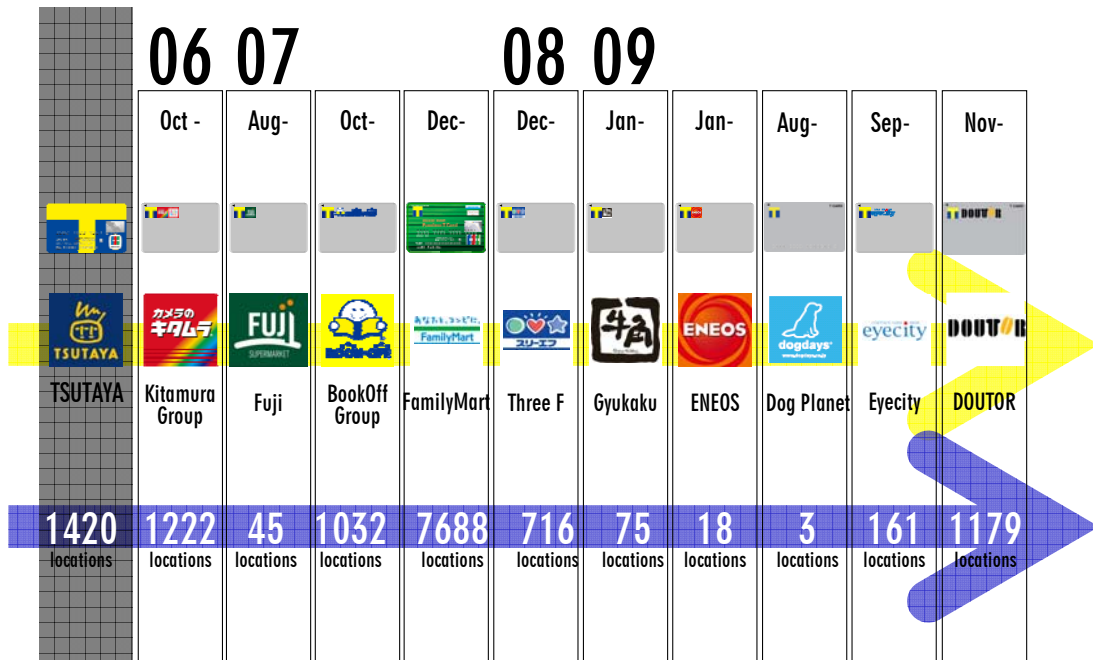 06 07 08 09
Oct - Aug- Oct- Dec- Dec- Jan- Jan- Aug- Sep- Nov-
T
DOUTOR
TSUTAYA
カメラの
キタムラ
FUJI
SUPERMARKET
BOOK-OFF
あなたと、コンビに、
FamilyMart
スリーエフ
牛角
ENEOS
dogdays
eyecity
DOUTOR
TSUTAYA
Kitamura
Group
Fuji
BookOff
Group
FamilyMart
Three F
Gyukaku
ENEOS
Dog Planet
Eyecity
DOUTOR
1420 1222 45 1032 7688 716 75 18 3 161 1179
locations locations locations locations locations locations locations locations locations locations locations